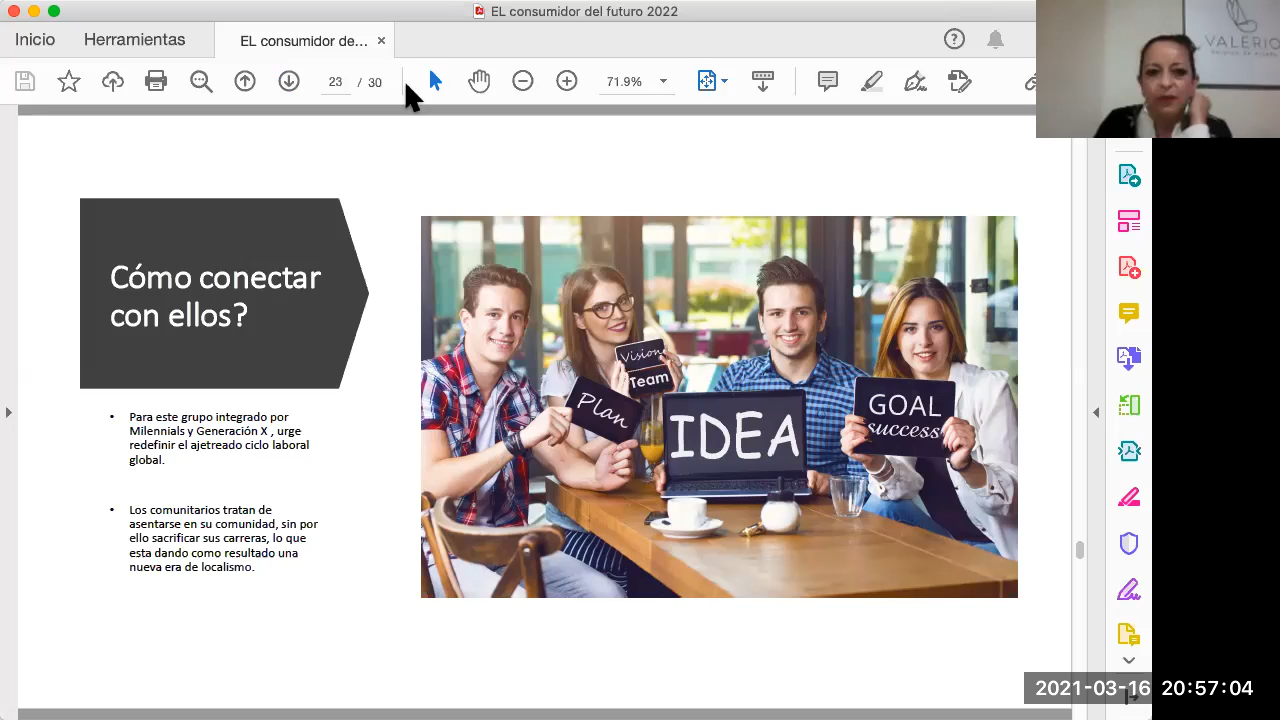 EL consumidor del futuro 2022
Inicio
Herramientas
EL consumidor de...
23 / 30
71.9%
VALERIO
Cómo conectar
con ellos?
• Para este grupo integrado por
Milennials y Generación X , urge
redefinir el ajetreado ciclo laboral
global.
• Los comunitarios tratan de
asentarse en su comunidad, sin por
ello sacrificar sus carreras, lo que
esta dando como resultado una
nueva era de localismo.
Vision
Team
Plan
IDEA
GOAL
success
2021-03-16 20:57:04